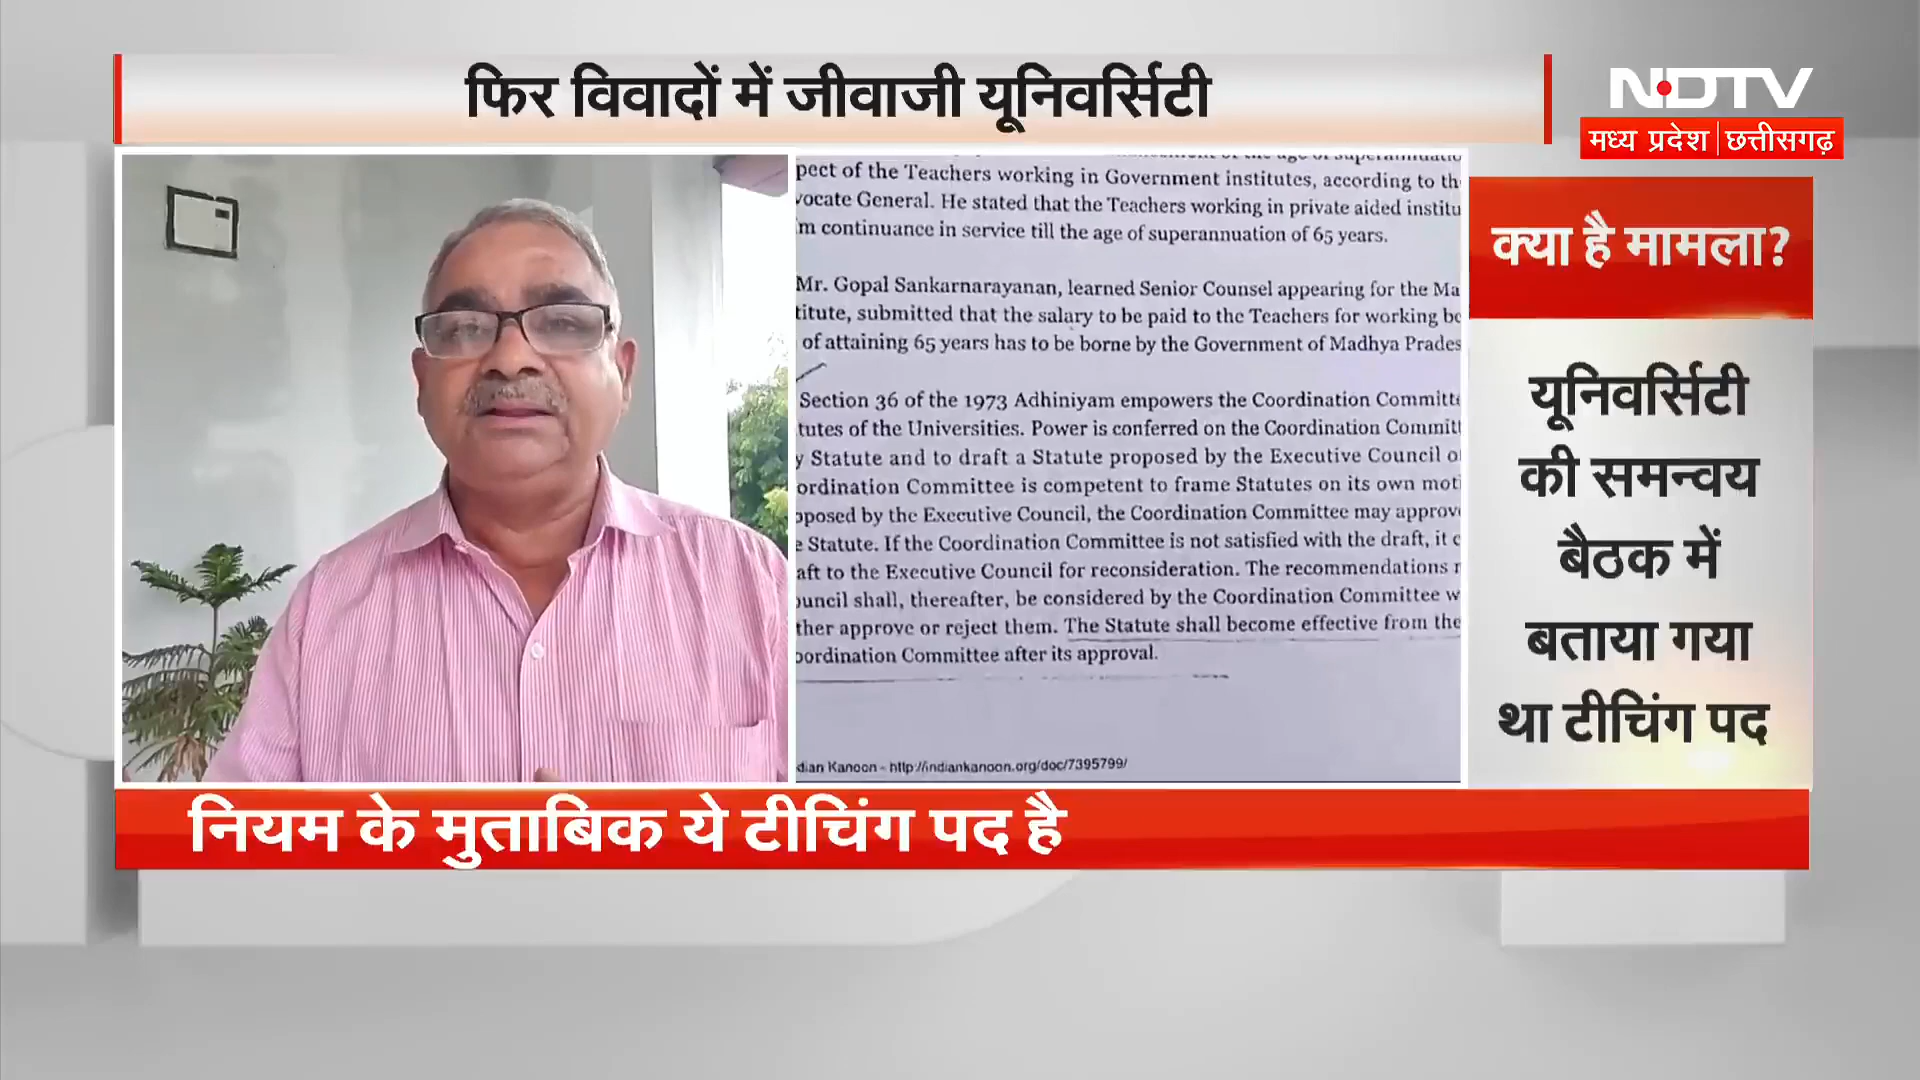 फिर विवादों में जीवाजी यूनिवर्सिटी
NDTV
मध्य प्रदेश | छत्तीसगढ़
pect of the Teachers working in Government institutes, according to th
vocate General. He stated that the Teachers working in private aided institu
m continuance in service till the age of superannuation of 65 years.
Mr. Gopal Sankarnarayanan, learned Senior Counsel appearing for the Ma
titute, submitted that the salary to be paid to the Teachers for working be
of attaining 65 years has to be borne by the Government of Madhya Prades
Section 36 of the 1973 Adhiniyam empowers the Coordination Committe
tutes of the Universities. Power is conferred on the Coordination Committ
y Statute and to draft a Statute proposed by the Executive Council o
ordination Committee is competent to frame Statutes on its own moti
pposed by the Executive Council, the Coordination Committee may approv
e Statute. If the Coordination Committee is not satisfied with the draft, it c
aft to the Executive Council for reconsideration. The recommendations r
ouncil shall, thereafter, be considered by the Coordination Committee w
ther approve or reject them. The Statute shall become effective from the
oordination Committee after its approval.
dian Kanoon - http://indiankanoon.org/doc/7395799/
क्या है मामला?
यूनिवर्सिटी
की समन्वय
बैठक में
बताया गया
था टीचिंग पद
नियम के मुताबिक ये टीचिंग पद है